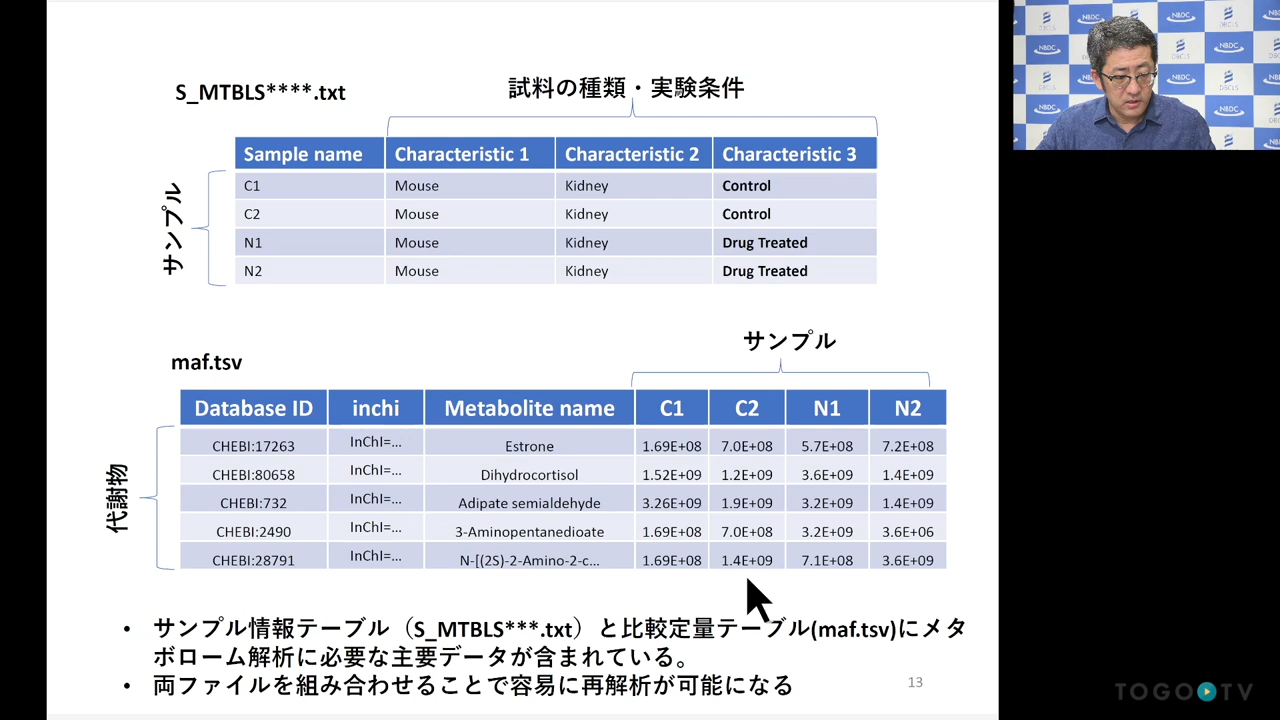 S_MTBLS****.txt
試料の種類・実験条件
サンプル
Sample name Characteristic 1 Characteristic 2 Characteristic 3
C1 Mouse Kidney Control
C2 Mouse Kidney Control
N1 Mouse Kidney Drug Treated
N2 Mouse Kidney Drug Treated
maf.tsv
サンプル
代謝物
Database ID inchi Metabolite name C1 C2 N1 N2
CHEBI:17263 InChI=... Estrone 1.69E+08 7.0E+08 5.7E+08 7.2E+08
CHEBI:80658 InChI=... Dihydrocortisol 1.52E+09 1.2E+09 3.6E+09 1.4E+09
CHEBI:732 InChI=... Adipate semialdehyde 3.26E+09 1.9E+09 3.2E+09 1.4E+09
CHEBI:2490 InChI=... 3-Aminopentanedioate 1.69E+08 7.0E+08 3.2E+09 3.6E+06
CHEBI:28791 InChI=... N-[(2S)-2-Amino-2-c... 1.69E+08 1.4E+09 7.1E+08 3.6E+09
• サンプル情報テーブル（S_MTBLS***.txt）と比較定量テーブル(maf.tsv)にメタ
ボローム解析に必要な主要データが含まれている。
• 両ファイルを組み合わせることで容易に再解析が可能になる
13
NBDC
DBCLS
TOGO TV